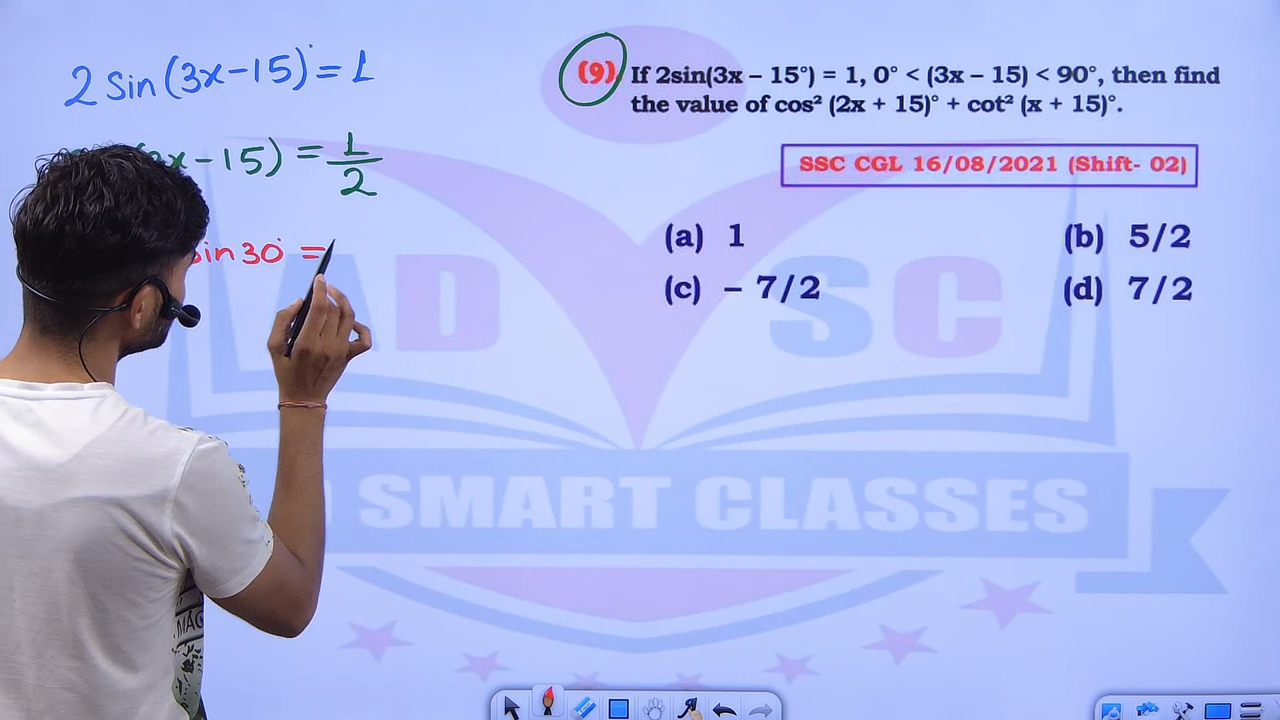 2 sin (3x-15)° = 1
x-15) = 1/2
sin 30° =
(9) If 2sin(3x – 15°) = 1, 0° < (3x – 15) < 90°, then find
the value of cos² (2x + 15)° + cot² (x + 15)°.
SSC CGL 16/08/2021 (Shift- 02)
(a) 1 (b) 5/2
(c) – 7/2 (d) 7/2
AD SC
SMART CLASSES